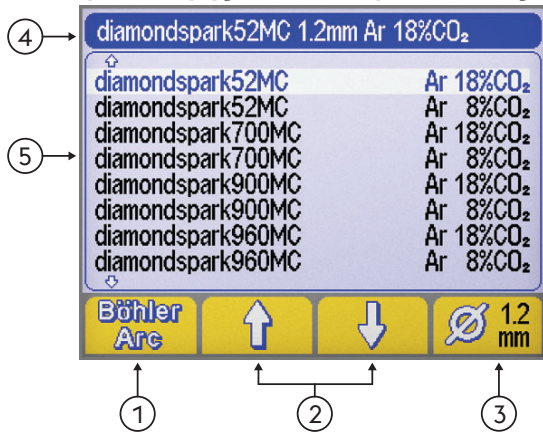 4 diamondspark52MC 1.2mm Ar 18%CO₂
diamondspark52MC Ar 18%CO₂
diamondspark52MC Ar 8%CO₂
diamondspark700MC Ar 18%CO₂
5 diamondspark700MC Ar 8%CO₂
diamondspark900MC Ar 18%CO₂
diamondspark900MC Ar 8%CO₂
diamondspark960MC Ar 18%CO₂
diamondspark960MC Ar 8%CO₂
Böhler Arc
1.2 mm
1 2 3